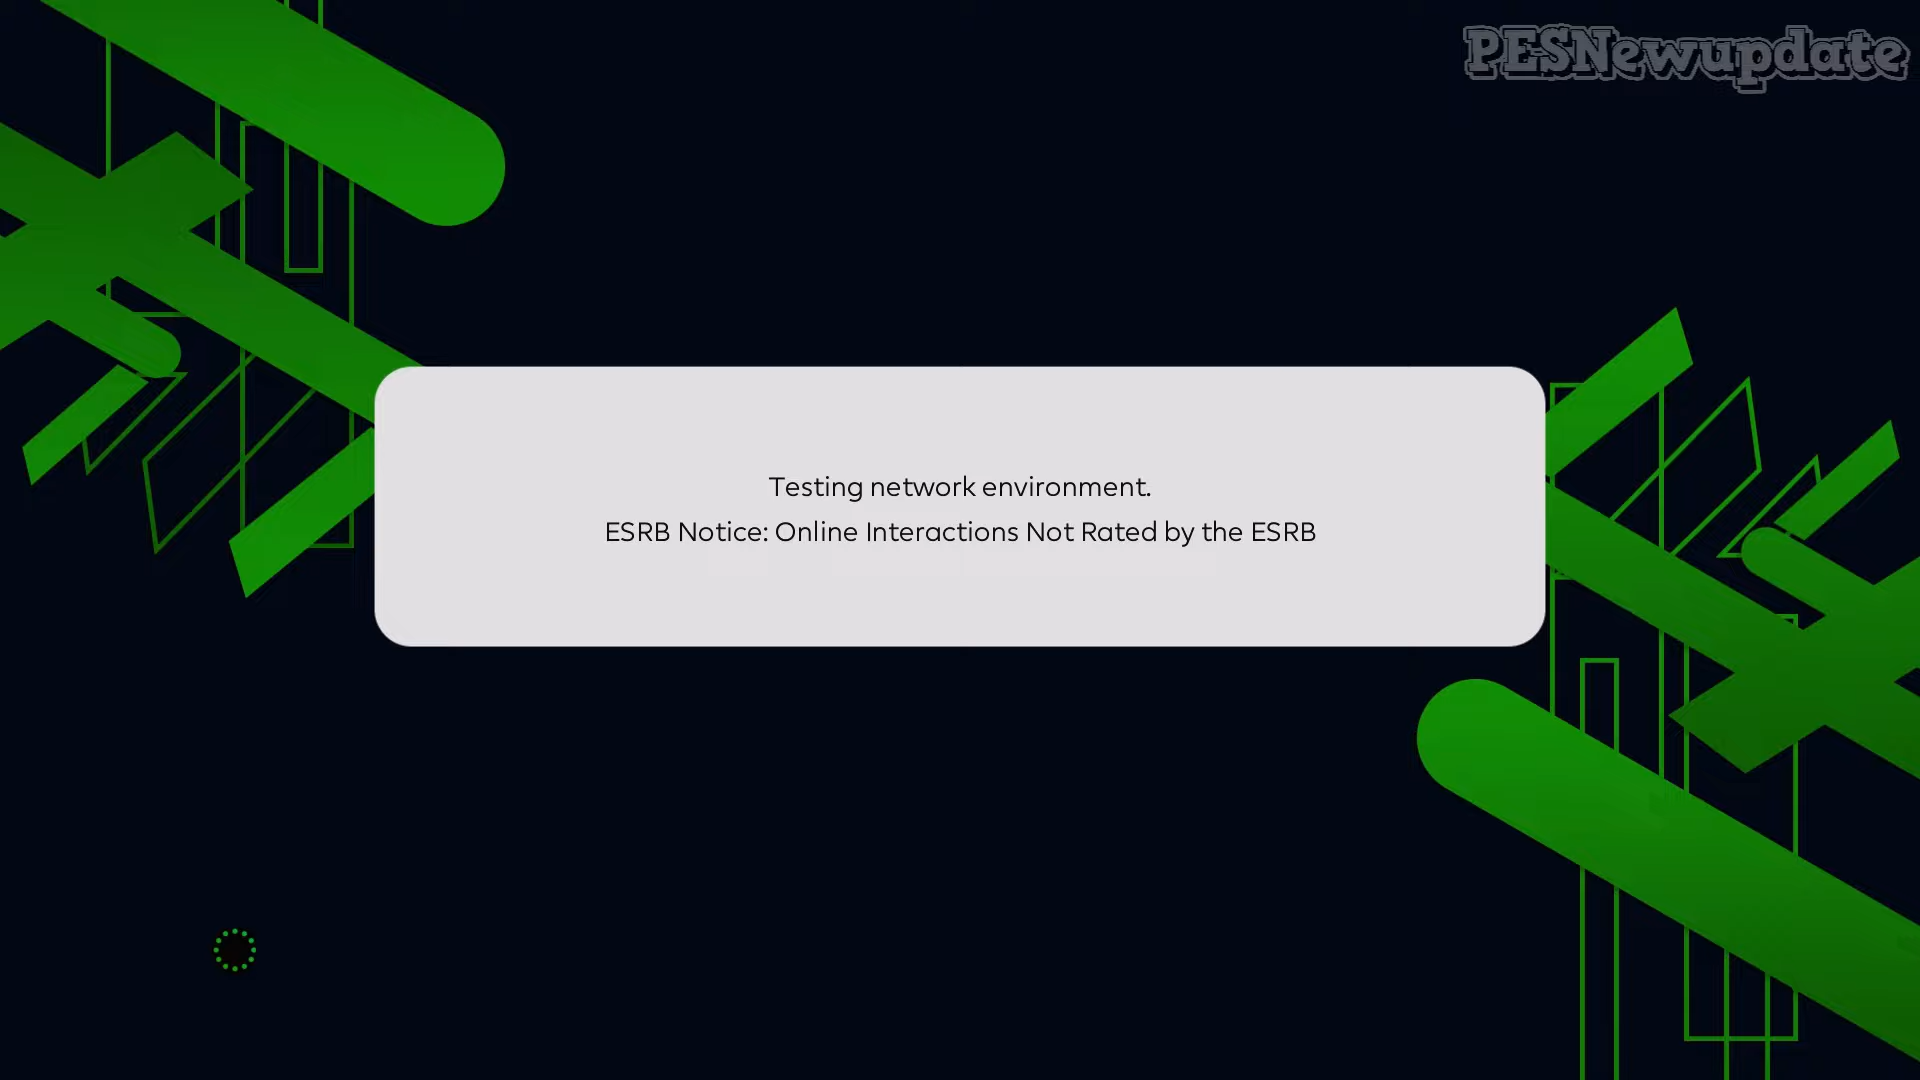 PESNewupdate
Testing network environment.
ESRB Notice: Online Interactions Not Rated by the ESRB